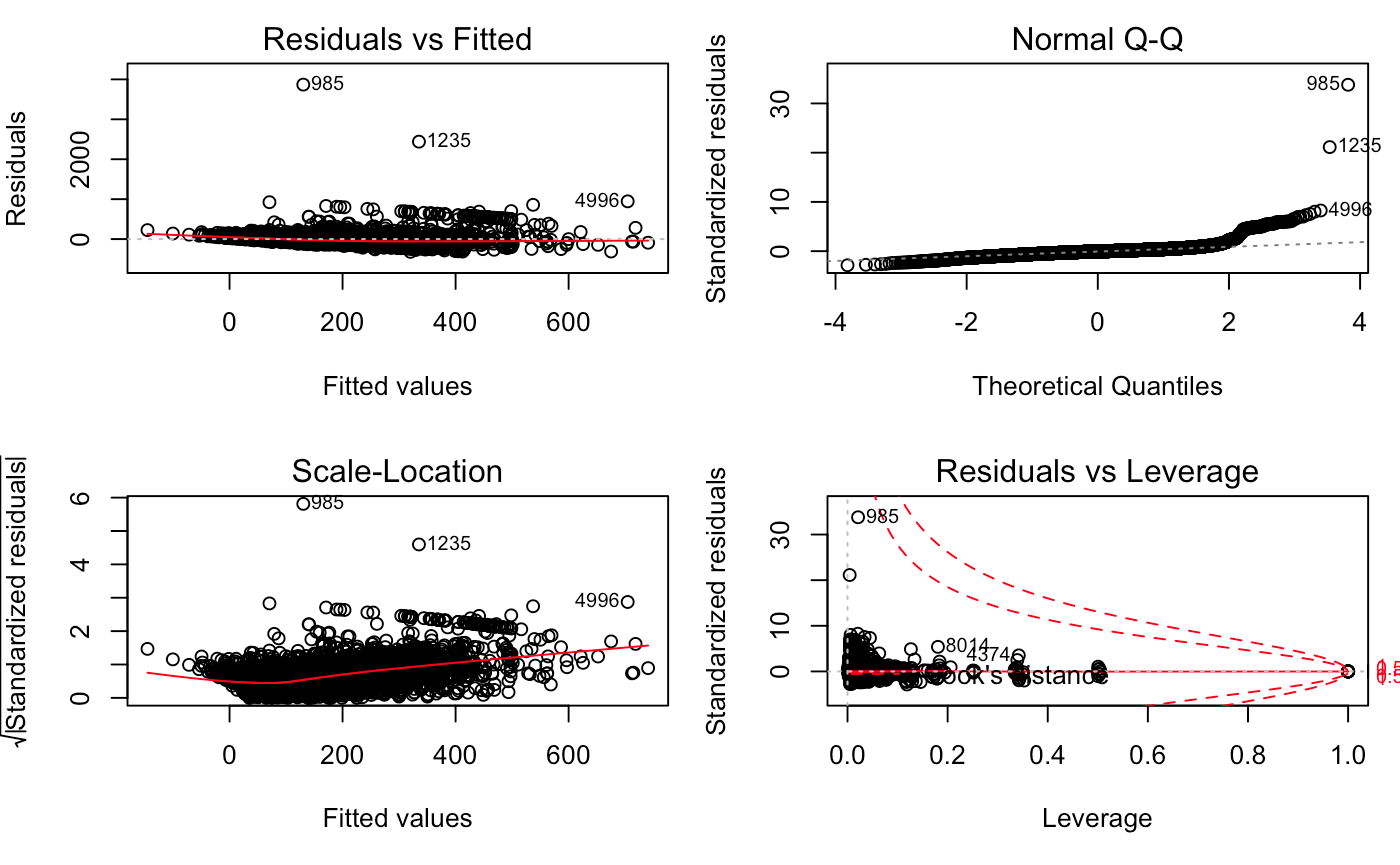 Residuals vs Fitted
Residuals
2000
0
985
1235
4996
0 200 400 600
Fitted values
Normal Q-Q
Standardized residuals
30
10
0
985
1235
4996
-4 -2 0 2 4
Theoretical Quantiles
Scale-Location
√|Standardized residuals|
6
4
2
0
985
1235
4996
0 200 400 600
Fitted values
Residuals vs Leverage
Standardized residuals
30
10
0
985
8014
4374
Cook's distance
0.0 0.2 0.4 0.6 0.8 1.0
Leverage